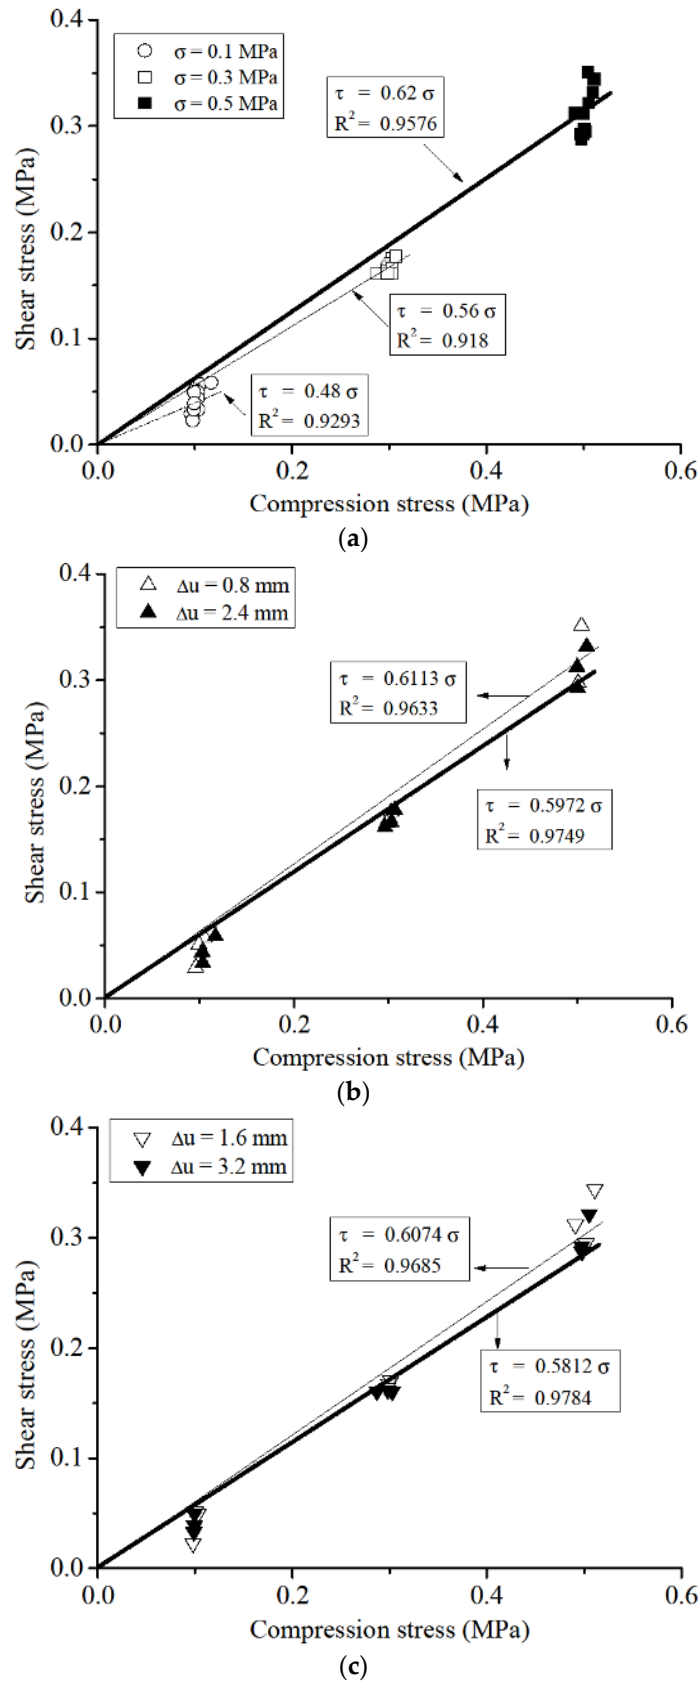 0.4
σ = 0.1 MPa
σ = 0.3 MPa
σ = 0.5 MPa
τ = 0.62 σ
R2 = 0.9576
0.3
Shear stress (MPa)
0.2
τ = 0.56 σ
R2 = 0.918
0.1
τ = 0.48 σ
R2 = 0.9293
0.0
0.0 0.2 0.4 0.6
Compression stress (MPa)
(a)
0.4
Δu = 0.8 mm
Δu = 2.4 mm
τ = 0.6113 σ
R2 = 0.9633
0.3
Shear stress (MPa)
0.2
τ = 0.5972 σ
R2 = 0.9749
0.1
0.0
0.0 0.2 0.4 0.6
Compression stress (MPa)
(b)
0.4
Δu = 1.6 mm
Δu = 3.2 mm
τ = 0.6074 σ
R2 = 0.9685
0.3
Shear stress (MPa)
0.2
τ = 0.5812 σ
R2 = 0.9784
0.1
0.0
0.0 0.2 0.4 0.6
Compression stress (MPa)
(c)